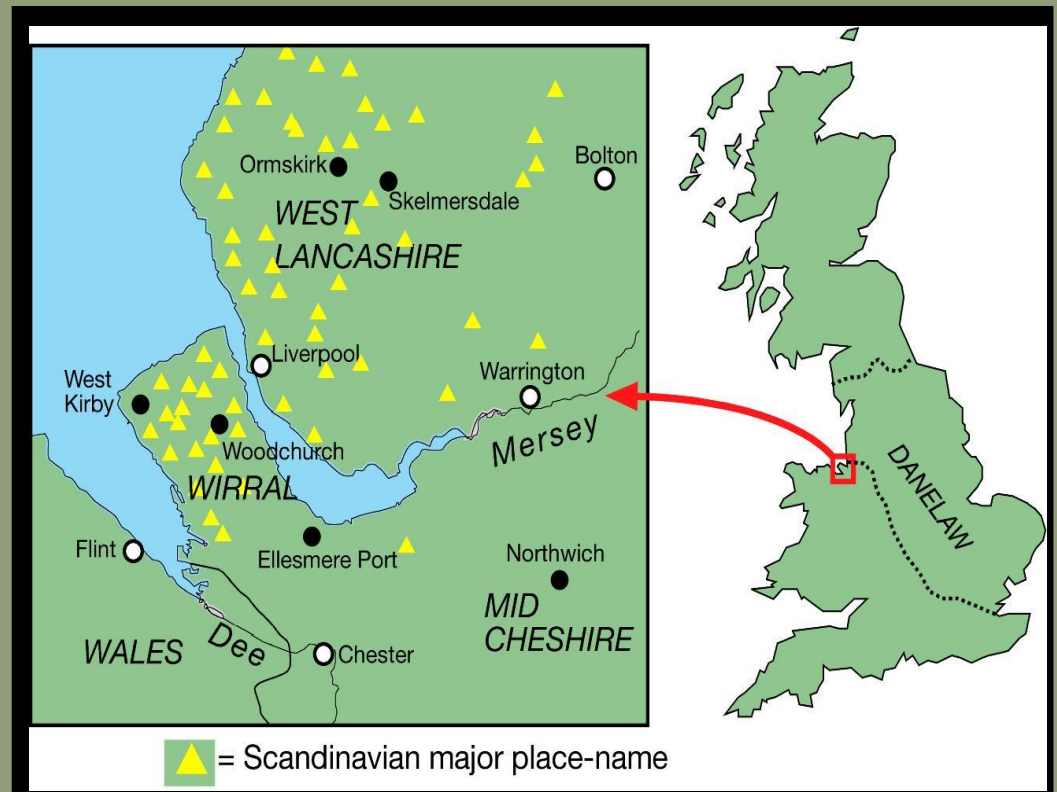 Ormskirk
Bolton
Skelmersdale
WEST
LANCASHIRE
Liverpool
Warrington
West
Kirby
Mersey
Woodchurch
WIRRAL
Flint
Ellesmere Port
Northwich
MID
CHESHIRE
WALES
Dee
Chester
DANELAW
= Scandinavian major place-name